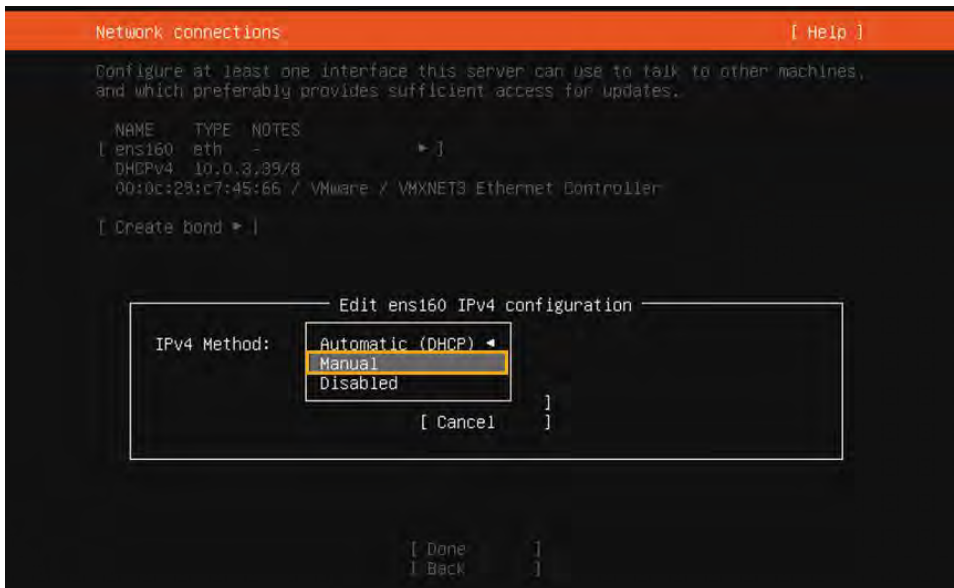 Network connections [ Help ]
Configure at least one interface this server can use to talk to other machines,
and which preferably provides sufficient access for updates.
NAME TYPE NOTES
[ ens160 eth - ► ]
DHCPv4 10.0.3.39/8
00:0c:29:c7:45:66 / VMware / VMXNET3 Ethernet Controller
[ Create bond ► ]
Edit ens160 IPv4 configuration
IPv4 Method: Automatic (DHCP) ◄
Manual
Disabled
]
[ Cancel ]
[ Done ]
[ Back ]